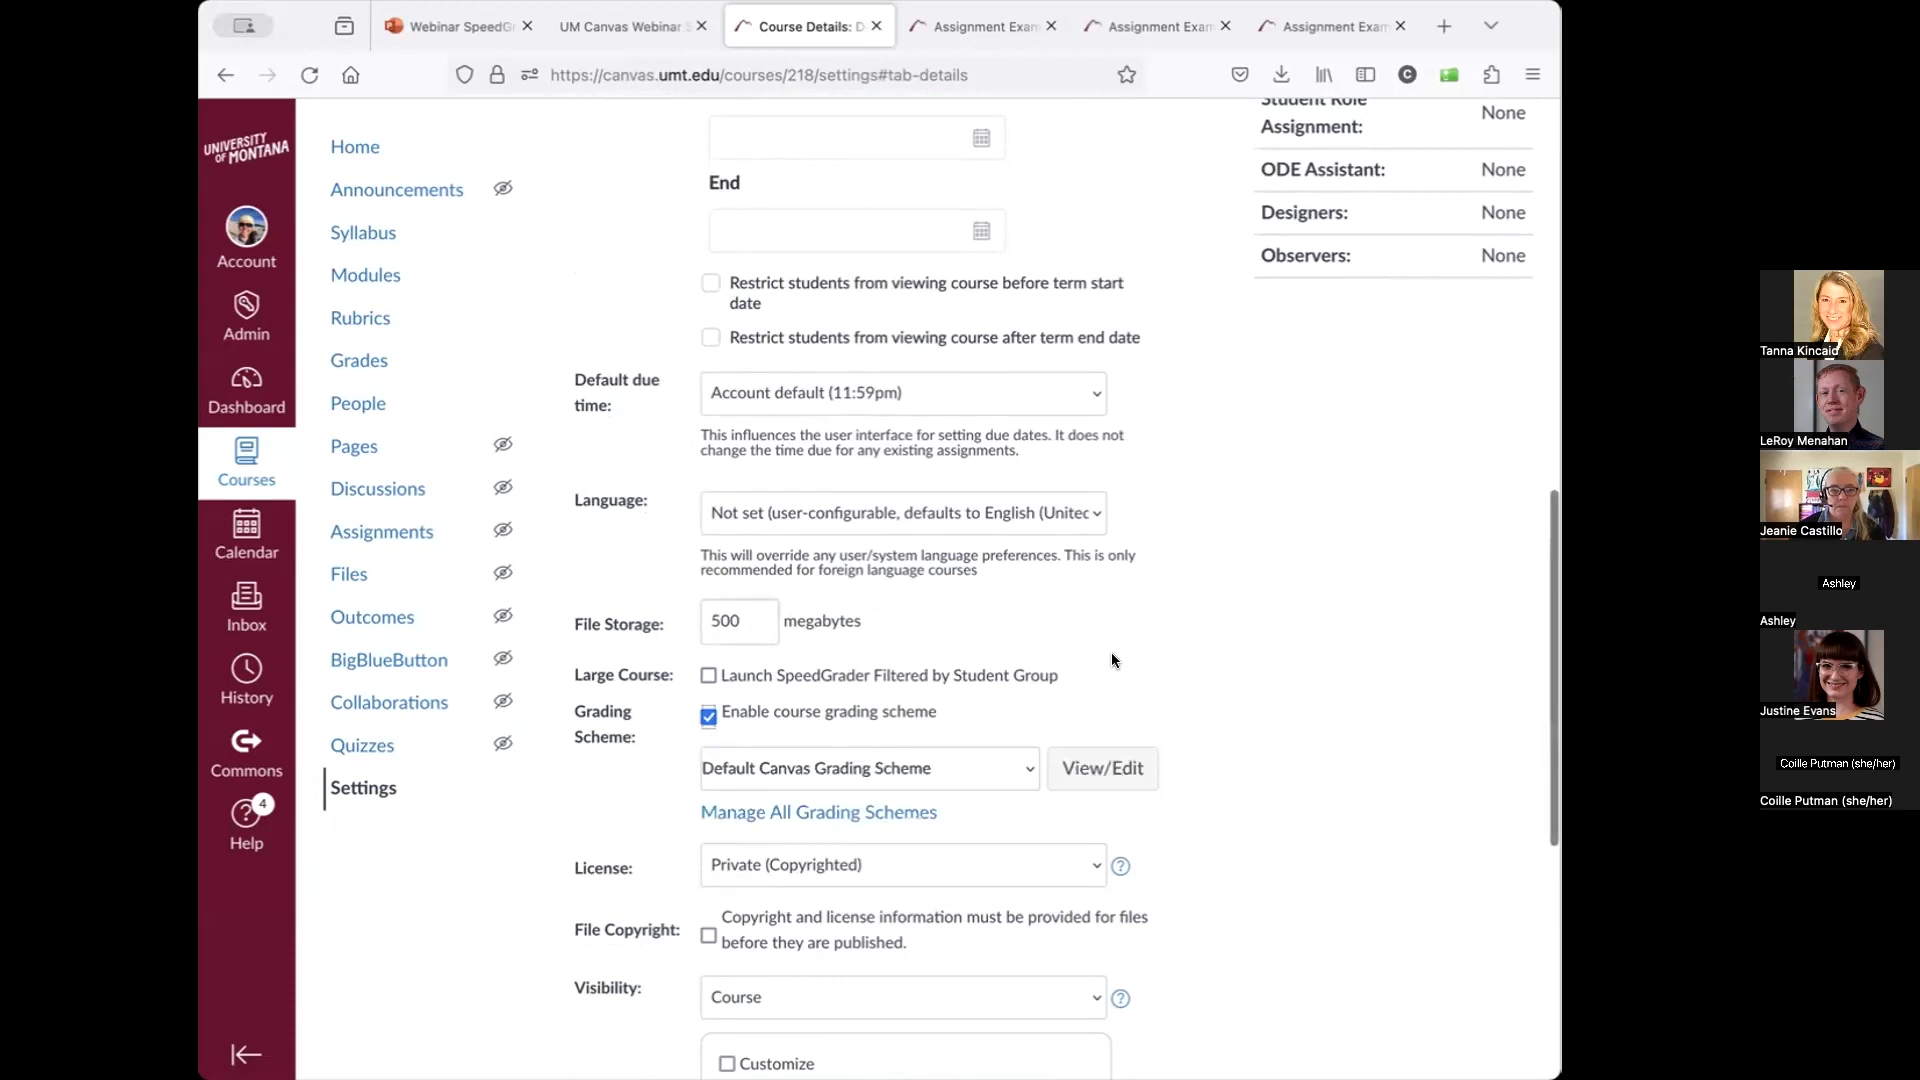 Webinar SpeedGr
UM Canvas Webinar
Course Details: D
Assignment Exam
Assignment Exam
Assignment Exam
https://canvas.umt.edu/courses/218/settings#tab-details
C
UNIVERSITY
OF MONTANA
Account
Admin
Dashboard
Courses
Calendar
Inbox
History
Commons
4
Help
Home
Announcements
Syllabus
Modules
Rubrics
Grades
People
Pages
Discussions
Assignments
Files
Outcomes
BigBlueButton
Collaborations
Quizzes
Settings
End
Restrict students from viewing course before term start
date
Restrict students from viewing course after term end date
Default due
time:
Account default (11:59pm)
This influences the user interface for setting due dates. It does not
change the time due for any existing assignments.
Language:
Not set (user-configurable, defaults to English (United
This will override any user/system language preferences. This is only
recommended for foreign language courses
File Storage:
500 megabytes
Large Course:
Launch SpeedGrader Filtered by Student Group
Grading
Scheme:
Enable course grading scheme
Default Canvas Grading Scheme
View/Edit
Manage All Grading Schemes
License:
Private (Copyrighted)
?
File Copyright:
Copyright and license information must be provided for files
before they are published.
Visibility:
Course
?
Customize
Student Role
Assignment:
None
ODE Assistant:
None
Designers:
None
Observers:
None
Tanna Kincaid
LeRoy Menahan
Jeanie Castillo
Ashley
Ashley
Justine Evans
Coille Putman (she/her)
Coille Putman (she/her)